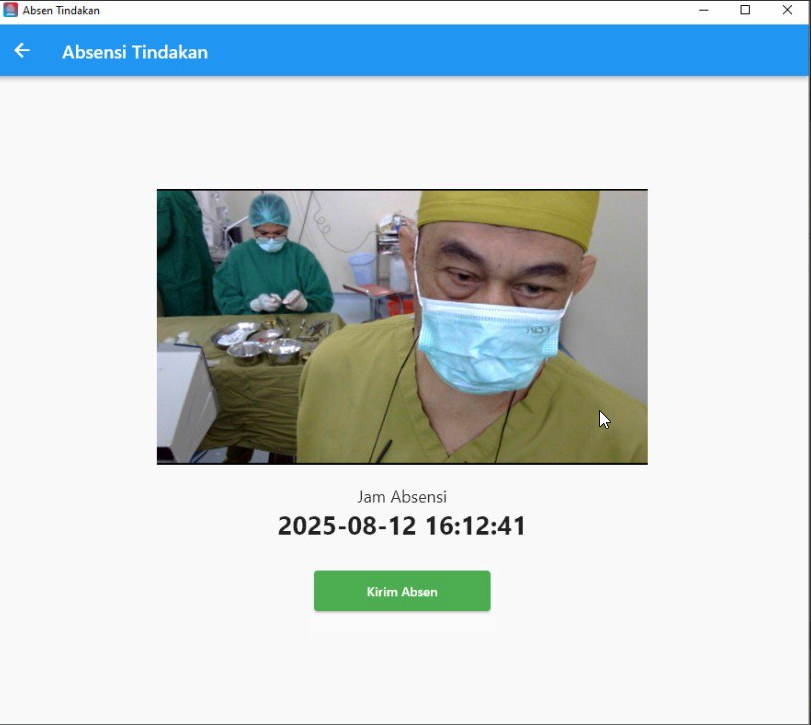 Absen Tindakan
Absensi Tindakan
Jam Absensi
2025-08-12 16:12:41
Kirim Absen